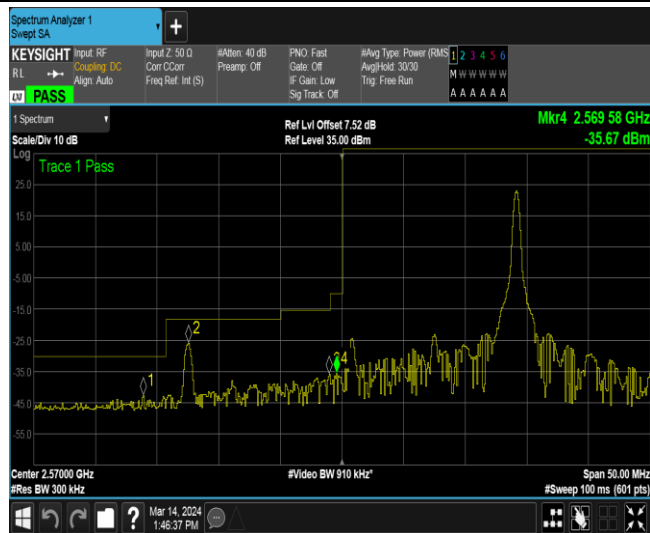 Spectrum Analyzer 1
Swept SA
+
KEYSIGHT
RL
LXI PASS
Input: RF
Coupling: DC
Align: Auto
Input Z: 50 Ω
Corr CCorr
Freq Ref: Int (S)
#Atten: 40 dB
Preamp: Off
PNO: Fast
Gate: Off
IF Gain: Low
Sig Track: Off
#Avg Type: Power (RMS
Avg|Hold: 30/30
Trig: Free Run
1 2 3 4 5 6
M W W W W W
A A A A A A
1 Spectrum
Scale/Div 10 dB
Ref Lvl Offset 7.52 dB
Ref Level 35.00 dBm
Mkr4 2.569 58 GHz
-35.67 dBm
Log
Trace 1 Pass
25.0
15.0
5.00
-5.00
-15.0
-25.0
-35.0
-45.0
-55.0
1
2
4
Center 2.57000 GHz
#Res BW 300 kHz
#Video BW 910 kHz*
Span 50.00 MHz
#Sweep 100 ms (601 pts)
?
Mar 14, 2024
1:46:37 PM